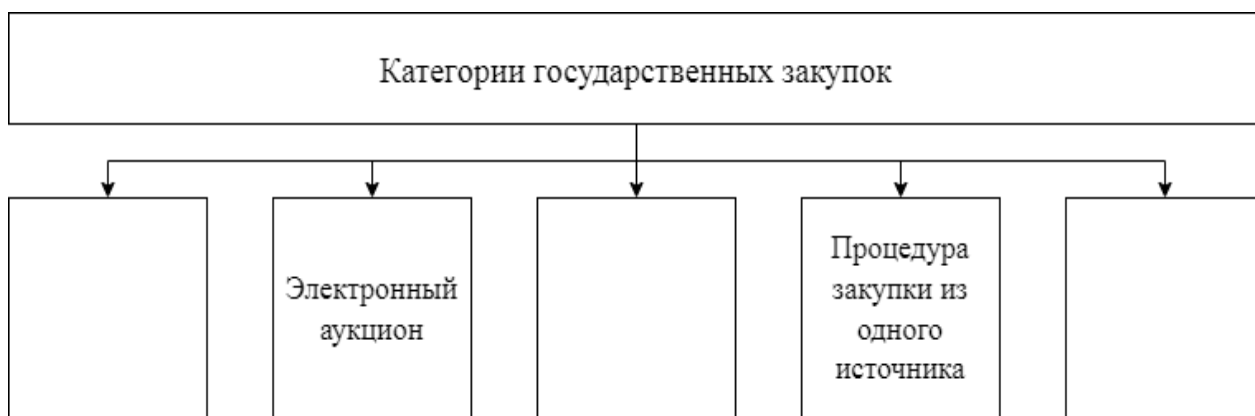 Категории государственных закупок
Электронный
аукцион
Процедура
закупки из
одного
источника